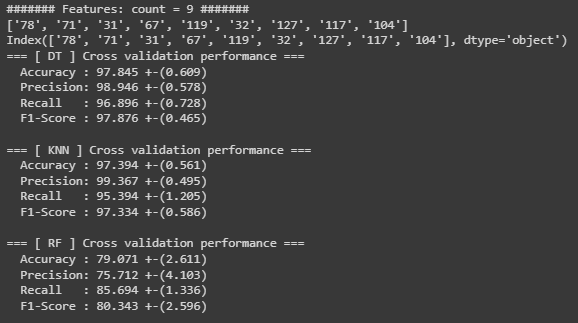 ####### Features: count = 9 #######
['78', '71', '31', '67', '119', '32', '127', '117', '104']
Index(['78', '71', '31', '67', '119', '32', '127', '117', '104'], dtype='object')
=== [ DT ] Cross validation performance ===
Accuracy : 97.845 +-(0.609)
Precision: 98.946 +-(0.578)
Recall   : 96.896 +-(0.728)
F1-Score : 97.876 +-(0.465)
=== [ KNN ] Cross validation performance ===
Accuracy : 97.394 +-(0.561)
Precision: 99.367 +-(0.495)
Recall   : 95.394 +-(1.205)
F1-Score : 97.334 +-(0.586)
=== [ RF ] Cross validation performance ===
Accuracy : 79.071 +-(2.611)
Precision: 75.712 +-(4.103)
Recall   : 85.694 +-(1.336)
F1-Score : 80.343 +-(2.596)